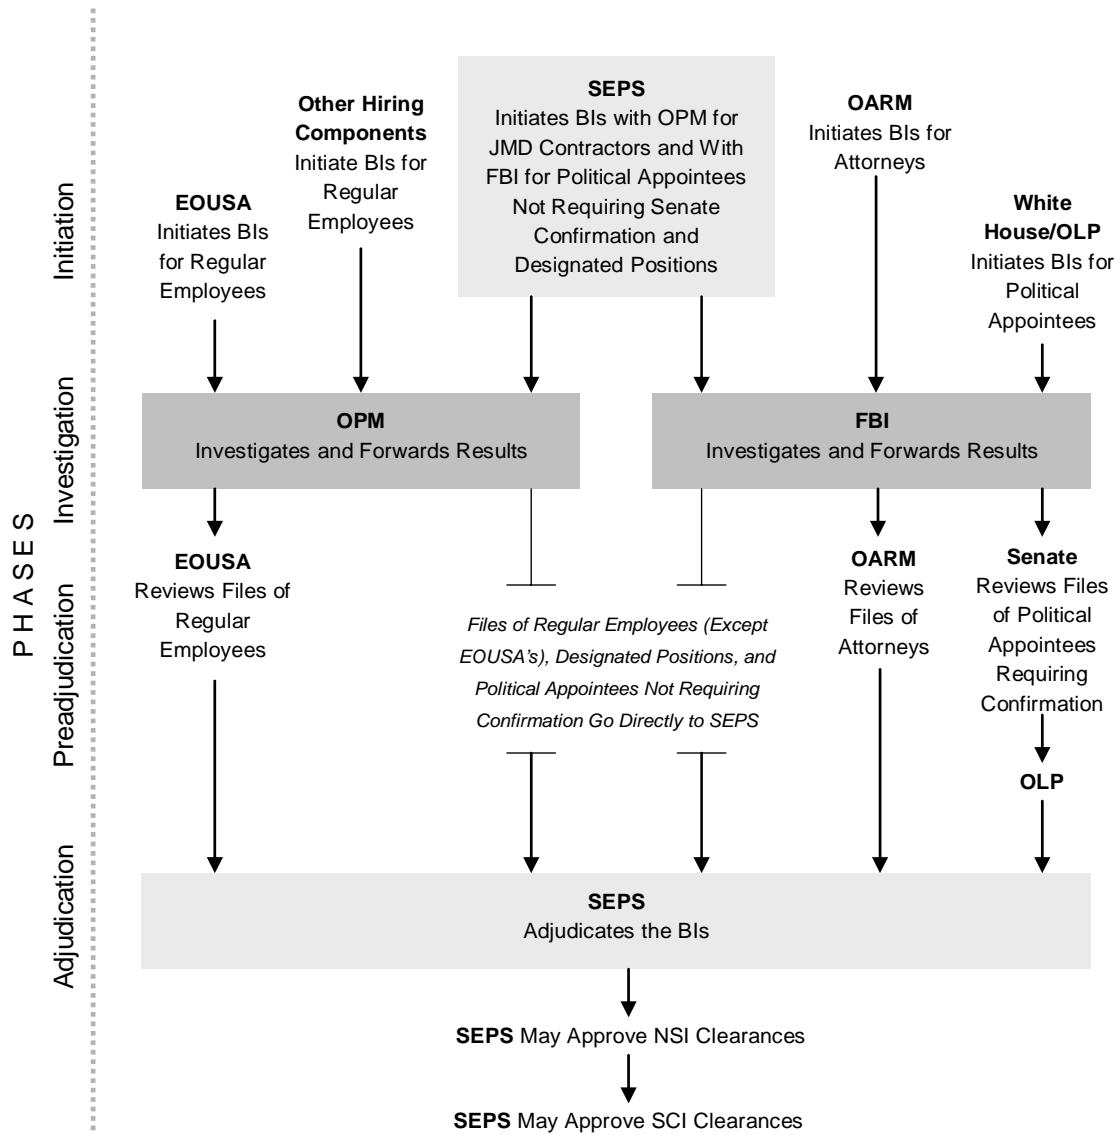 PHASES
Initiation
Investigation
Preadjudication
Adjudication
EOUSA
Initiates BIs
for Regular
Employees
Other Hiring
Components
Initiate BIs for
Regular
Employees
SEPS
Initiates BIs with OPM for
JMD Contractors and With
FBI for Political Appointees
Not Requiring Senate
Confirmation and
Designated Positions
OARM
Initiates BIs for
Attorneys
White
House/OLP
Initiates BIs for
Political
Appointees
OPM
Investigates and Forwards Results
FBI
Investigates and Forwards Results
EOUSA
Reviews Files of
Regular
Employees
Files of Regular Employees (Except
EOUSA’s), Designated Positions, and
Political Appointees Not Requiring
Confirmation Go Directly to SEPS
OARM
Reviews
Files of
Attorneys
Senate
Reviews Files
of Political
Appointees
Requiring
Confirmation
OLP
SEPS
Adjudicates the BIs
SEPS May Approve NSI Clearances
SEPS May Approve SCI Clearances